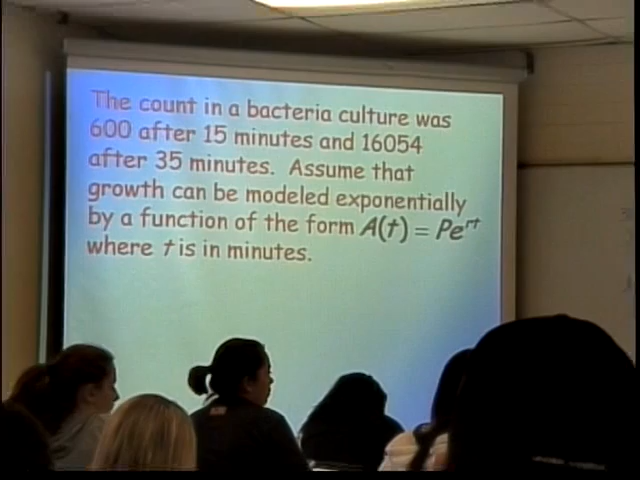 The count in a bacteria culture was
600 after 15 minutes and 16054
after 35 minutes. Assume that
growth can be modeled exponentially
by a function of the form A(t) = Pe^rt
where t is in minutes.